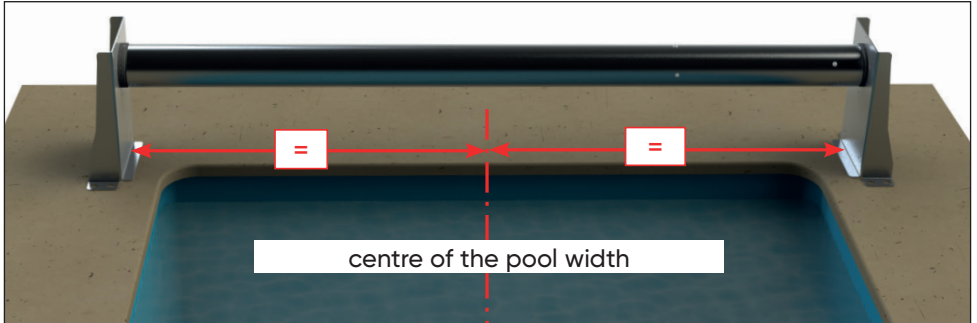 = =
centre of the pool width